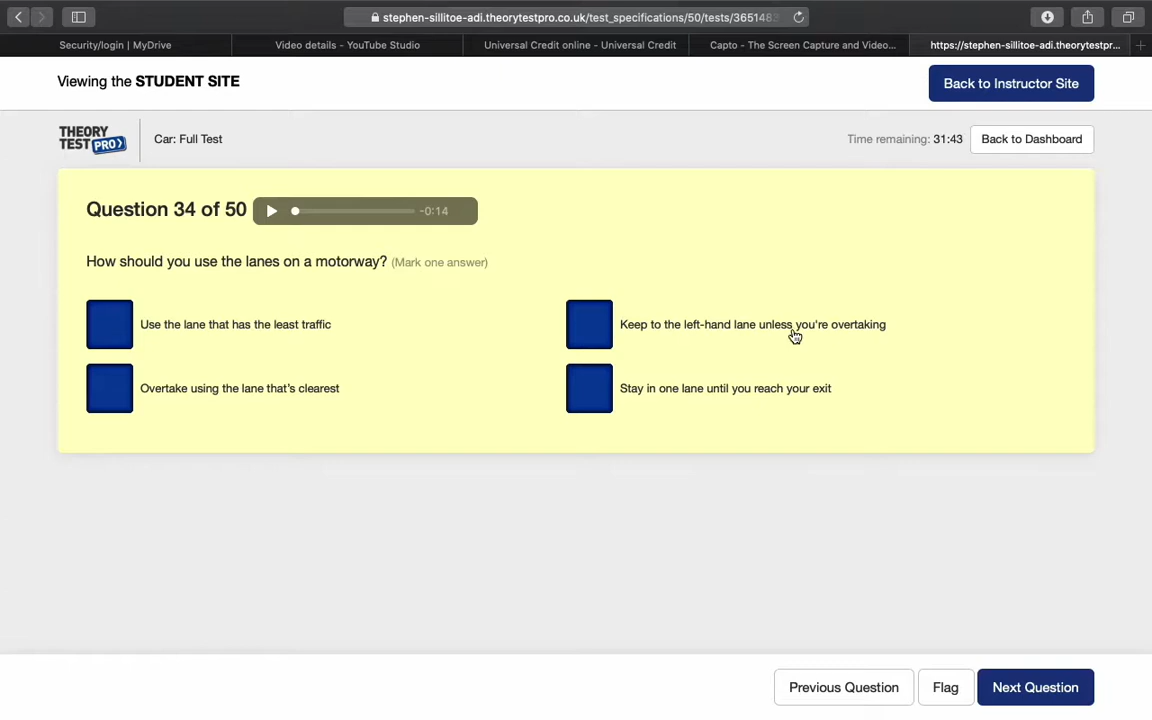 stephen-sillitoe-adi.theorytestpro.co.uk/test_specifications/50/tests/3651483
Security/login | MyDrive
Video details - YouTube Studio
Universal Credit online - Universal Credit
Capto - The Screen Capture and Video...
https://stephen-sillitoe-adi.theorytestpr...
Viewing the STUDENT SITE
Back to Instructor Site
THEORY
TEST PRO
Car: Full Test
Time remaining: 31:43
Back to Dashboard
Question 34 of 50
-0:14
How should you use the lanes on a motorway? (Mark one answer)
Use the lane that has the least traffic
Keep to the left-hand lane unless you're overtaking
Overtake using the lane that's clearest
Stay in one lane until you reach your exit
Previous Question
Flag
Next Question